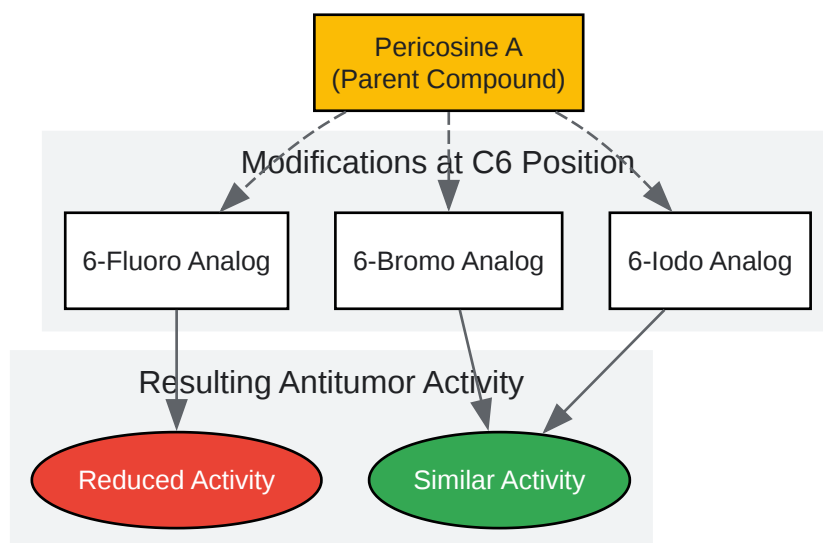 Pericosine A
(Parent Compound)
Modifications at C6 Position
6-Fluoro Analog
6-Bromo Analog
6-Iodo Analog
Resulting Antitumor Activity
Reduced Activity
Similar Activity